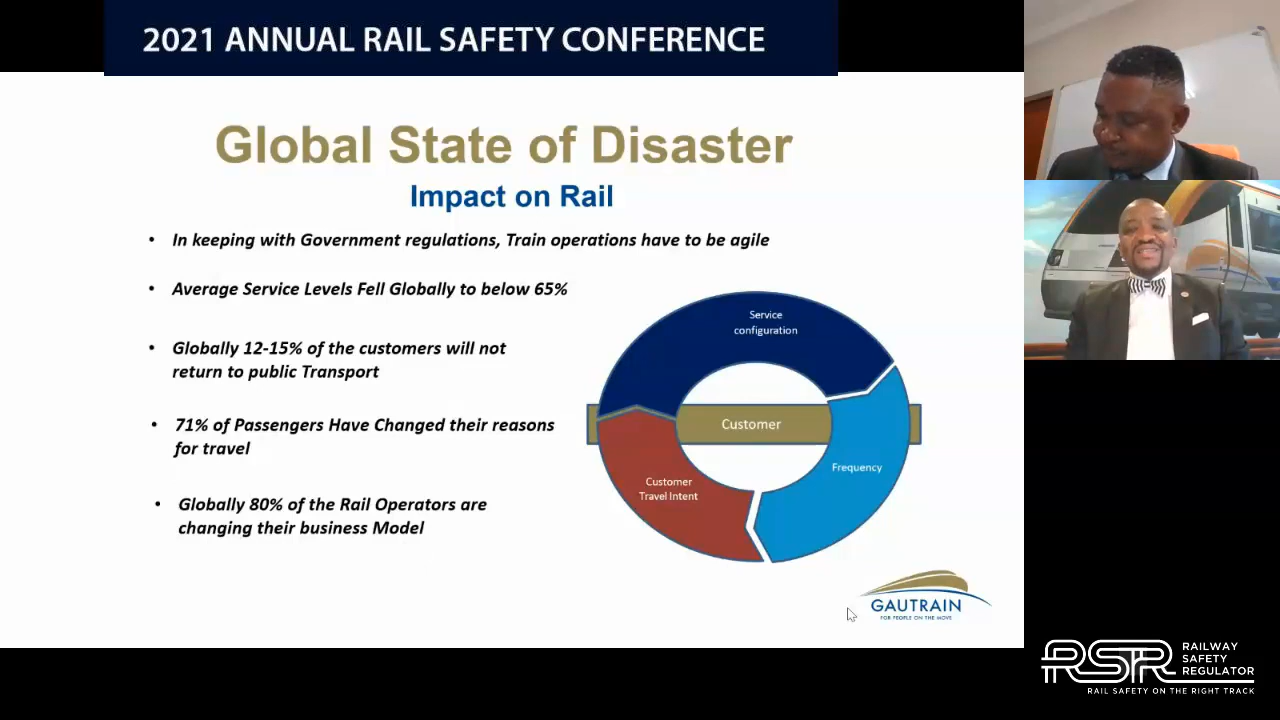 2021 ANNUAL RAIL SAFETY CONFERENCE
Global State of Disaster
Impact on Rail
• In keeping with Government regulations, Train operations have to be agile
• Average Service Levels Fell Globally to below 65%
• Globally 12-15% of the customers will not
return to public Transport
• 71% of Passengers Have Changed their reasons
for travel
• Globally 80% of the Rail Operators are
changing their business Model
Service
configuration
Customer
Frequency
Customer
Travel Intent
GAUTRAIN
FOR PEOPLE ON THE MOVE
RSR
RAILWAY
SAFETY
REGULATOR
RAIL SAFETY ON THE RIGHT TRACK